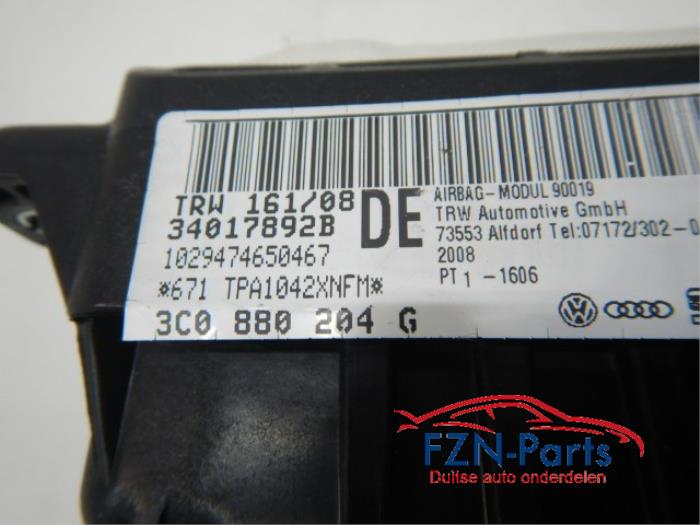 TRW 161/08
34017892B
DE
1029474650467
*671 TPA1042XNFM*
3C0 880 204 G
AIRBAG-MODUL 90019
TRW Automotive GmbH
73553 Alfdorf Tel:07172/302-0
2008
PT 1 -1606
FZN-Parts
Duitse auto onderdelen